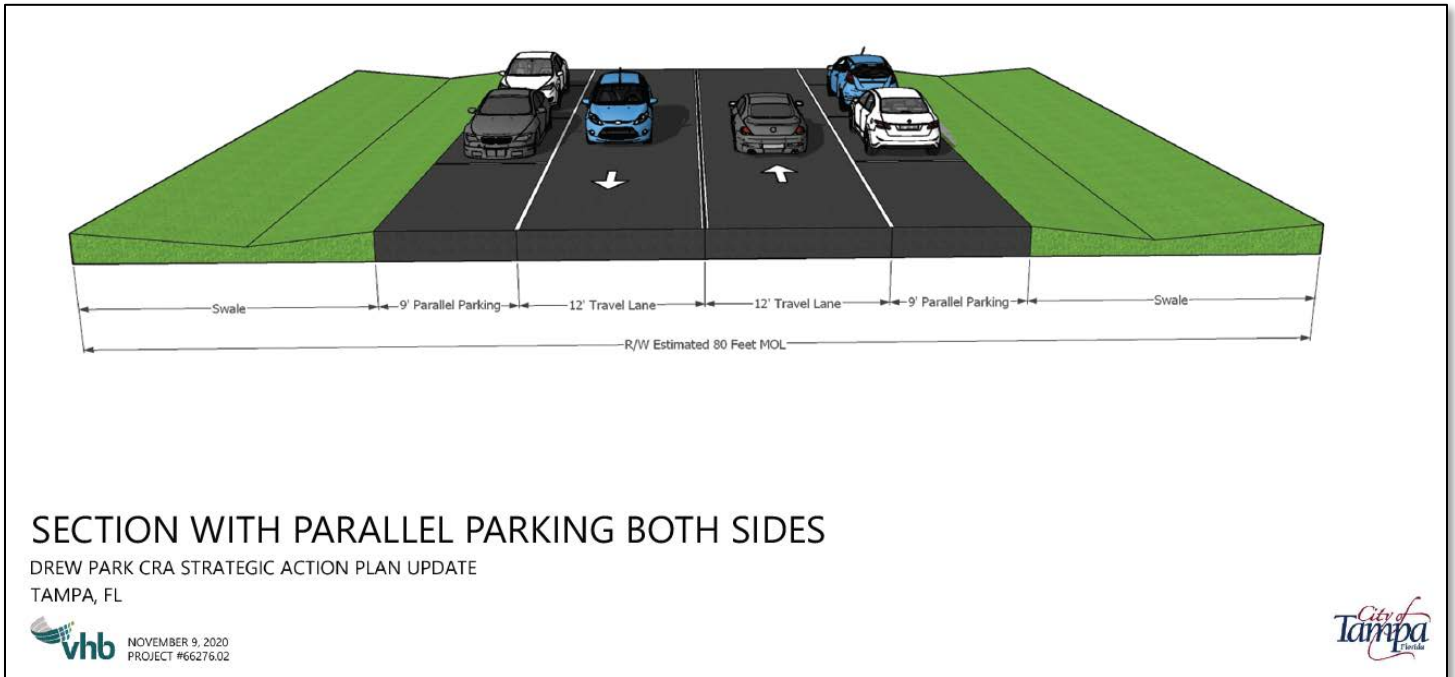 Swale 9' Parallel Parking 12' Travel Lane 12' Travel Lane 9' Parallel Parking Swale
R/W Estimated 80 Feet MOL
SECTION WITH PARALLEL PARKING BOTH SIDES
DREW PARK CRA STRATEGIC ACTION PLAN UPDATE
TAMPA, FL
vhb
NOVEMBER 9, 2020
PROJECT #66276.02
City of
Tampa
Florida